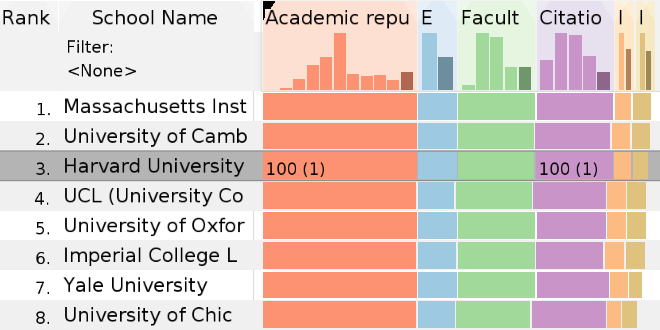 Rank School Name Academic repu E Facult Citatio I I
Filter:
<None>
1. Massachusetts Inst
2. University of Camb
3. Harvard University 100 (1) 100 (1)
4. UCL (University Co
5. University of Oxfor
6. Imperial College L
7. Yale University
8. University of Chic